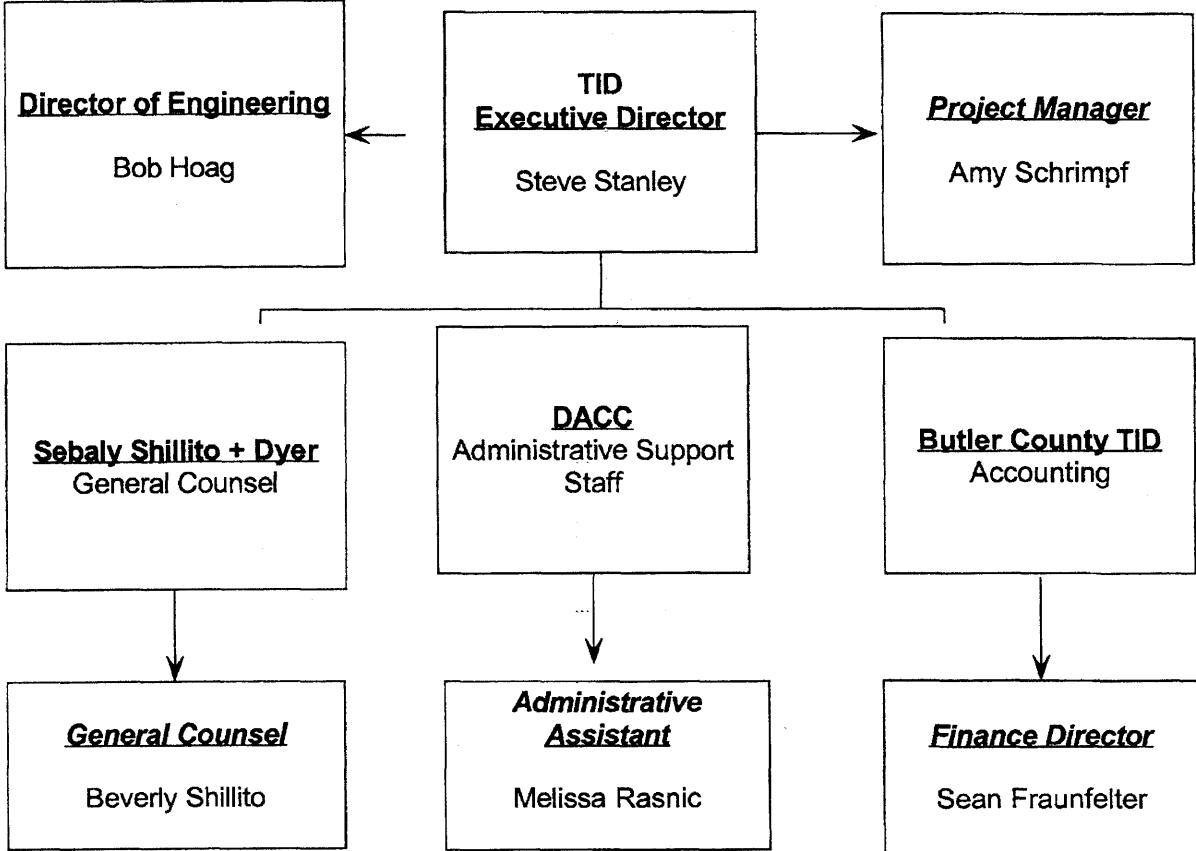 Director of Engineering
Bob Hoag
TID
Executive Director
Steve Stanley
Project Manager
Amy Schrimpf
Sebaly Shillito + Dyer
General Counsel
DACC
Administrative Support
Staff
Butler County TID
Accounting
General Counsel
Beverly Shillito
Administrative
Assistant
Melissa Rasnic
Finance Director
Sean Fraunfelter